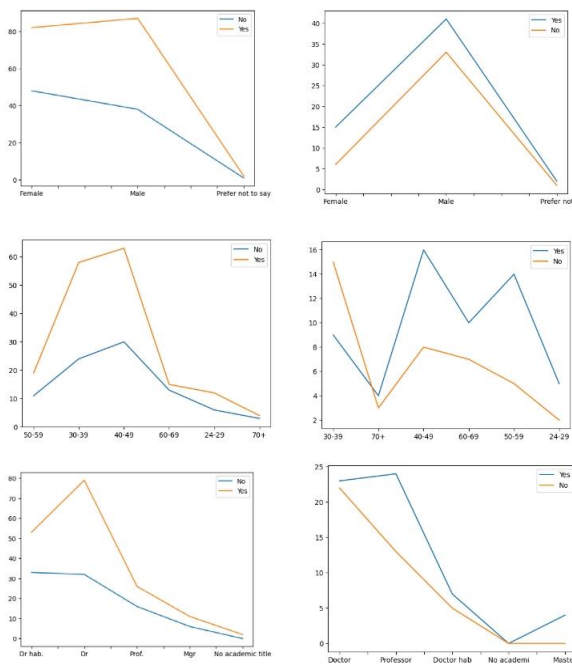 No
Yes
80
60
40
20
0
Female Male Prefer not to say
Yes
No
40
35
30
25
20
15
10
5
0
Female Male Prefer not
No
Yes
60
50
40
30
20
10
0
50-59 30-39 40-49 60-69 24-29 70+
Yes
No
16
14
12
10
8
6
4
2
30-39 70+ 40-49 60-69 50-59 24-29
No
Yes
80
70
60
50
40
30
20
10
0
Dr hab. Dr Prof. Mgr No academic title
Yes
No
25
20
15
10
5
0
Doctor Professor Doctor hab No academi Maste